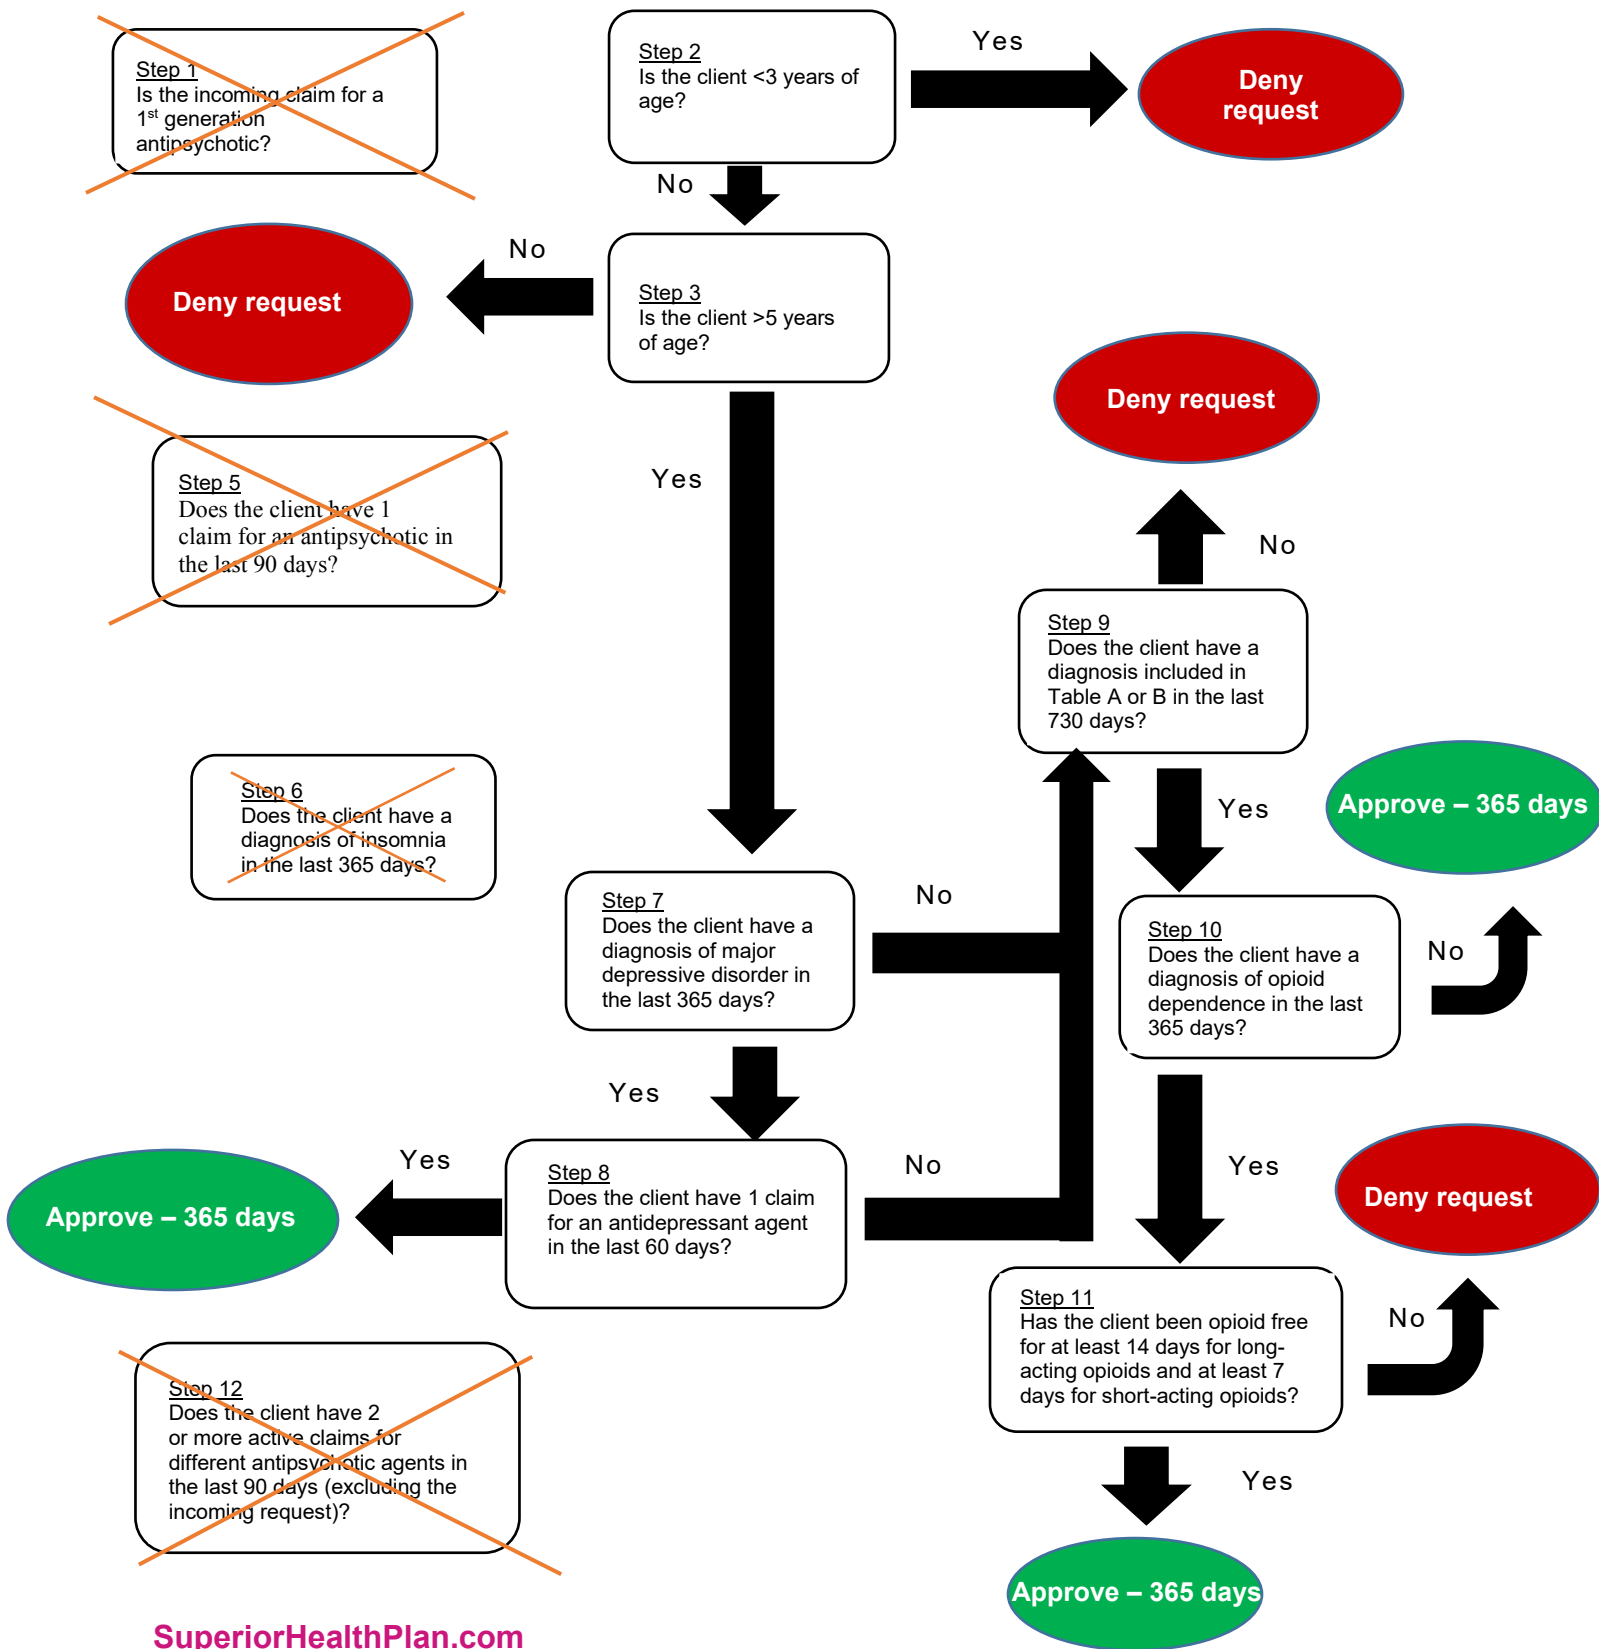 Step 1
Is the incoming claim for a
1st generation
antipsychotic?
Step 2
Is the client <3 years of
age?
Yes
Deny
request
No
Deny request
No
Step 3
Is the client >5 years
of age?
Yes
Step 5
Does the client have 1
claim for an antipsychotic in
the last 90 days?
Deny request
No
Step 9
Does the client have a
diagnosis included in
Table A or B in the last
730 days?
Yes
Approve – 365 days
Step 6
Does the client have a
diagnosis of insomnia
in the last 365 days?
Step 7
Does the client have a
diagnosis of major
depressive disorder in
the last 365 days?
No
Step 10
Does the client have a
diagnosis of opioid
dependence in the last
365 days?
No
Yes
Approve – 365 days
Yes
Step 8
Does the client have 1 claim
for an antidepressant agent
in the last 60 days?
No
Yes
Deny request
Step 11
Has the client been opioid free
for at least 14 days for long-
acting opioids and at least 7
days for short-acting opioids?
No
Step 12
Does the client have 2
or more active claims for
different antipsychotic agents in
the last 90 days (excluding the
incoming request)?
Yes
Approve – 365 days
SuperiorHealthPlan.com